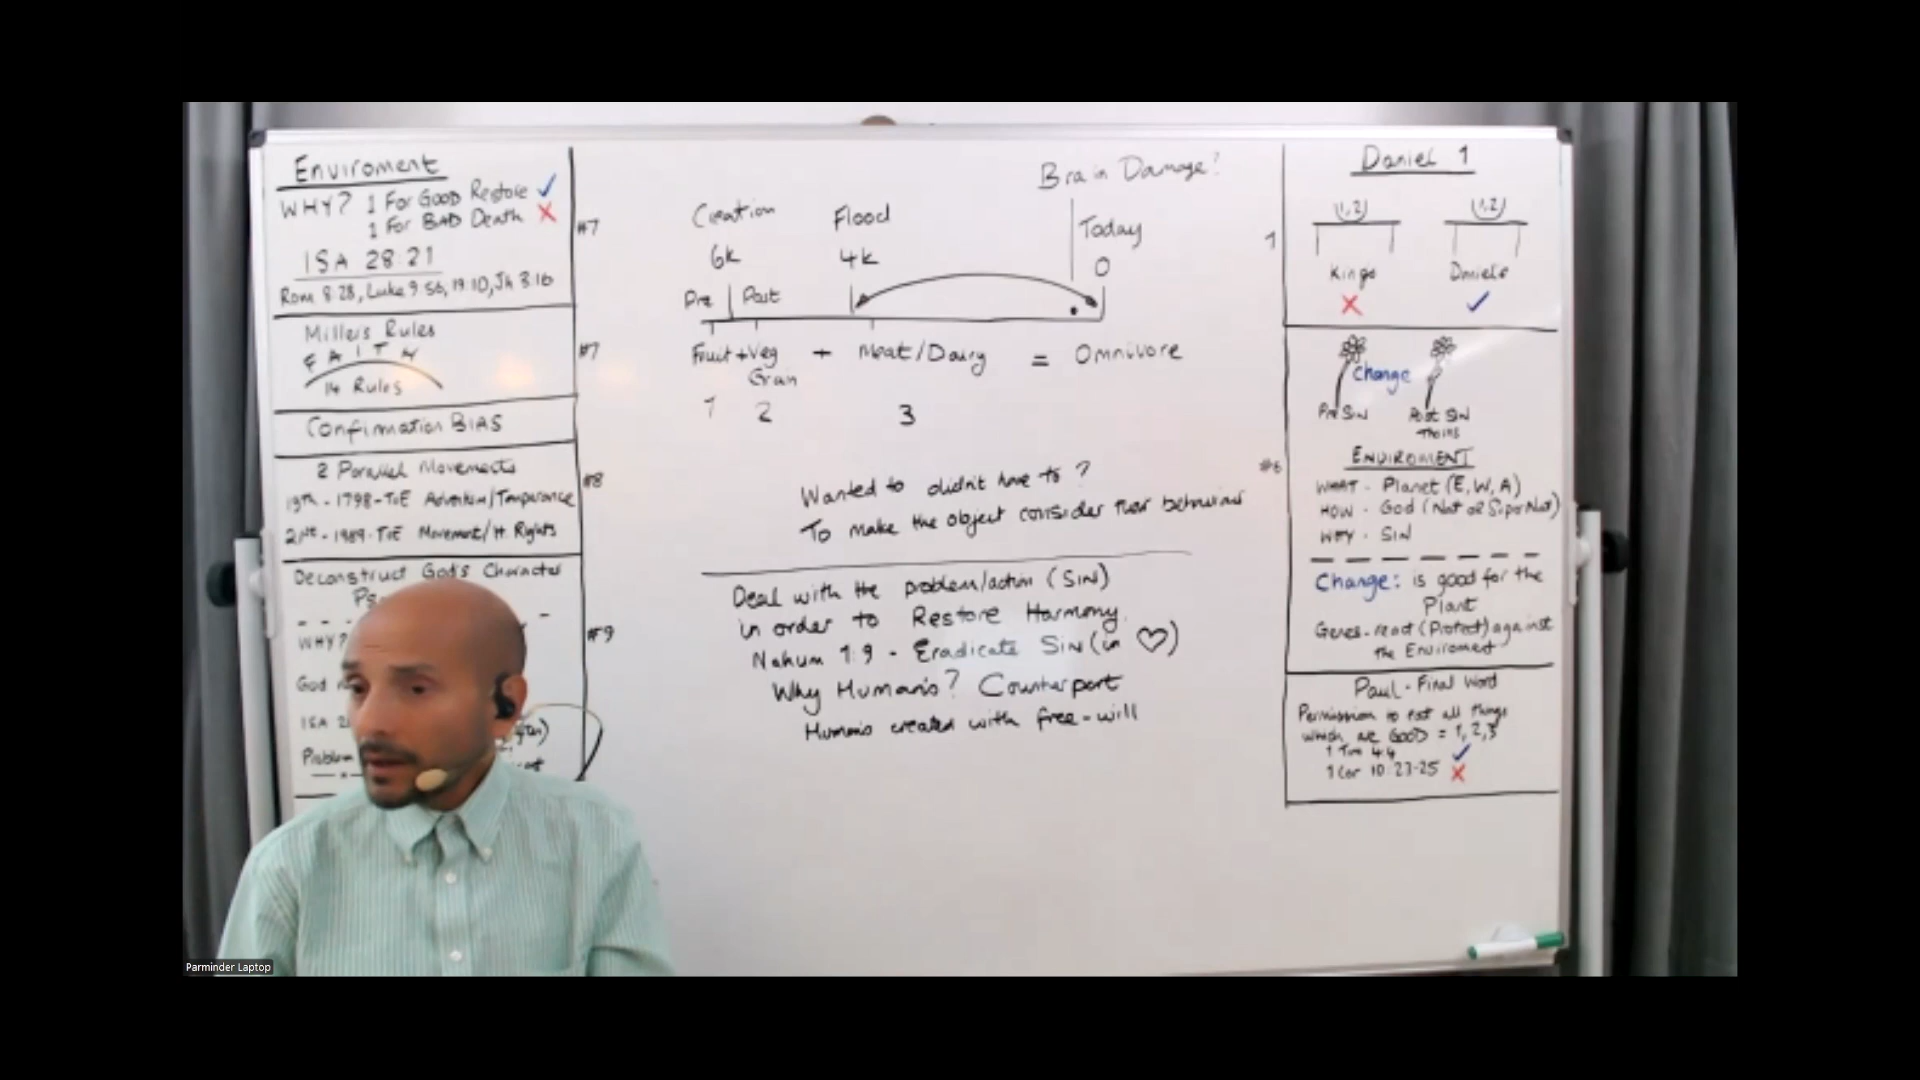 Enviroment
WHY? 1 For Good Restore ✓
1 For BAD Death ✗
ISA 28:21
Rom 8:28, Luke 9 56, 19:10, Jh 3:16
#7
Millers Rules
FAITH
14 Rules
#7
Confirmation BIAS
2 Parallel Movements
19th - 1798 - ToE Adventism/Temperance
21st - 1989 - ToE Movement/H. Rights
#8
Deconstruct God's Character
WHY?
God
ISA
Problem
#9
Brain Damage?
Creation
Flood
Today
6k
4k
0
Pre | Post
Fruit + Veg + Meat/Dairy = Omnivore
Grain
1 2 3
Wanted to didn't have to?
To make the object consider their behaviour
Deal with the problem/action (SIN)
in order to Restore Harmony
Nahum 1:9 - Eradicate SIN (in ♡)
Why Humans? Counterpart
Humans created with free-will
Daniel 1
(1,2) (1,2)
1
Kings Daniels
✗ ✓
Change
Pre SIN Post SIN
Thorns
#6
ENVIROMENT
WHAT - Planet (E, W, A)
HOW - God (Nat or SuperNat)
WHY - SIN
Change: is good for the
Plant
Genes - react (Protect) against
the Enviroment
Paul - Final Word
Permission to eat all things
which are GOOD = 1, 2, 3
1 Tim 4:4 ✓
1 Cor 10:23-25 ✗
Parminder Laptop